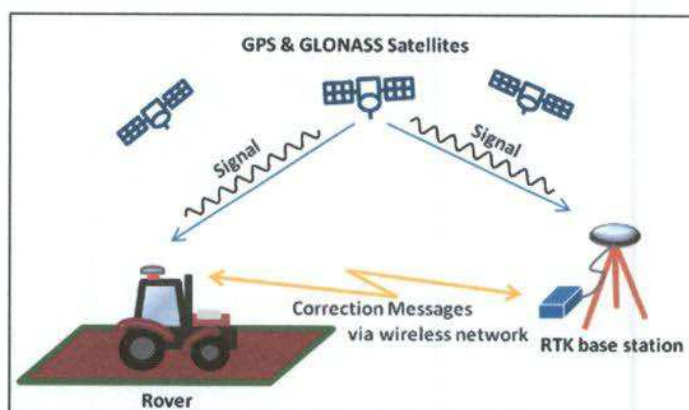 GPS & GLONASS Satellites
Signal
Signal
Correction Messages
via wireless network
RTK base station
Rover